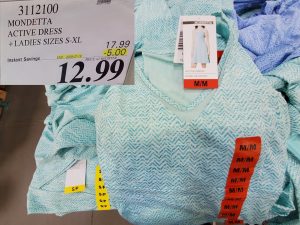 3112100
MONDETTA
ACTIVE DRESS
+LADIES SIZES S-XL
17.99
Instant Savings
-5.00
12.99
M/M
M/M
M/M
M/M
M/M
M/M
M/M
S/P